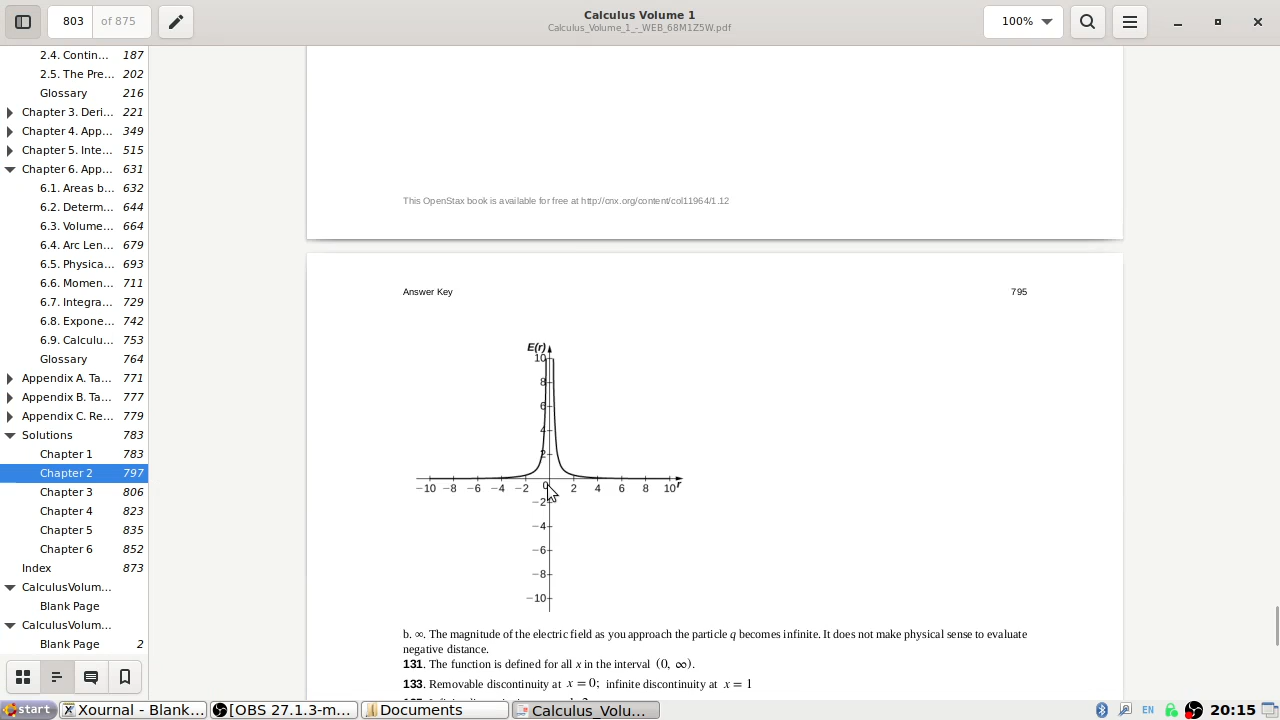 803 of 875
Calculus Volume 1
Calculus_Volume_1_-_WEB_68M1Z5W.pdf
100%
2.4. Contin... 187
2.5. The Pre... 202
Glossary 216
Chapter 3. Deri... 221
Chapter 4. App... 349
Chapter 5. Inte... 515
Chapter 6. App... 631
6.1. Areas b... 632
6.2. Determ... 644
6.3. Volume... 664
6.4. Arc Len... 679
6.5. Physica... 693
6.6. Momen... 711
6.7. Integra... 729
6.8. Expone... 742
6.9. Calculu... 753
Glossary 764
Appendix A. Ta... 771
Appendix B. Ta... 777
Appendix C. Re... 779
Solutions 783
Chapter 1 783
Chapter 2 797
Chapter 3 806
Chapter 4 823
Chapter 5 835
Chapter 6 852
Index 873
CalculusVolum...
Blank Page
CalculusVolum...
Blank Page 2
This OpenStax book is available for free at http://cnx.org/content/col11964/1.12
Answer Key 795
E(r)
10
8
6
4
2
−10 −8 −6 −4 −2 0 2 4 6 8 10 r
−2
−4
−6
−8
−10
b. ∞. The magnitude of the electric field as you approach the particle q becomes infinite. It does not make physical sense to evaluate
negative distance.
131. The function is defined for all x in the interval (0, ∞).
133. Removable discontinuity at x = 0; infinite discontinuity at x = 1
start
Xournal - Blank...
[OBS 27.1.3-m...
Documents
Calculus_Volu...
EN
20:15